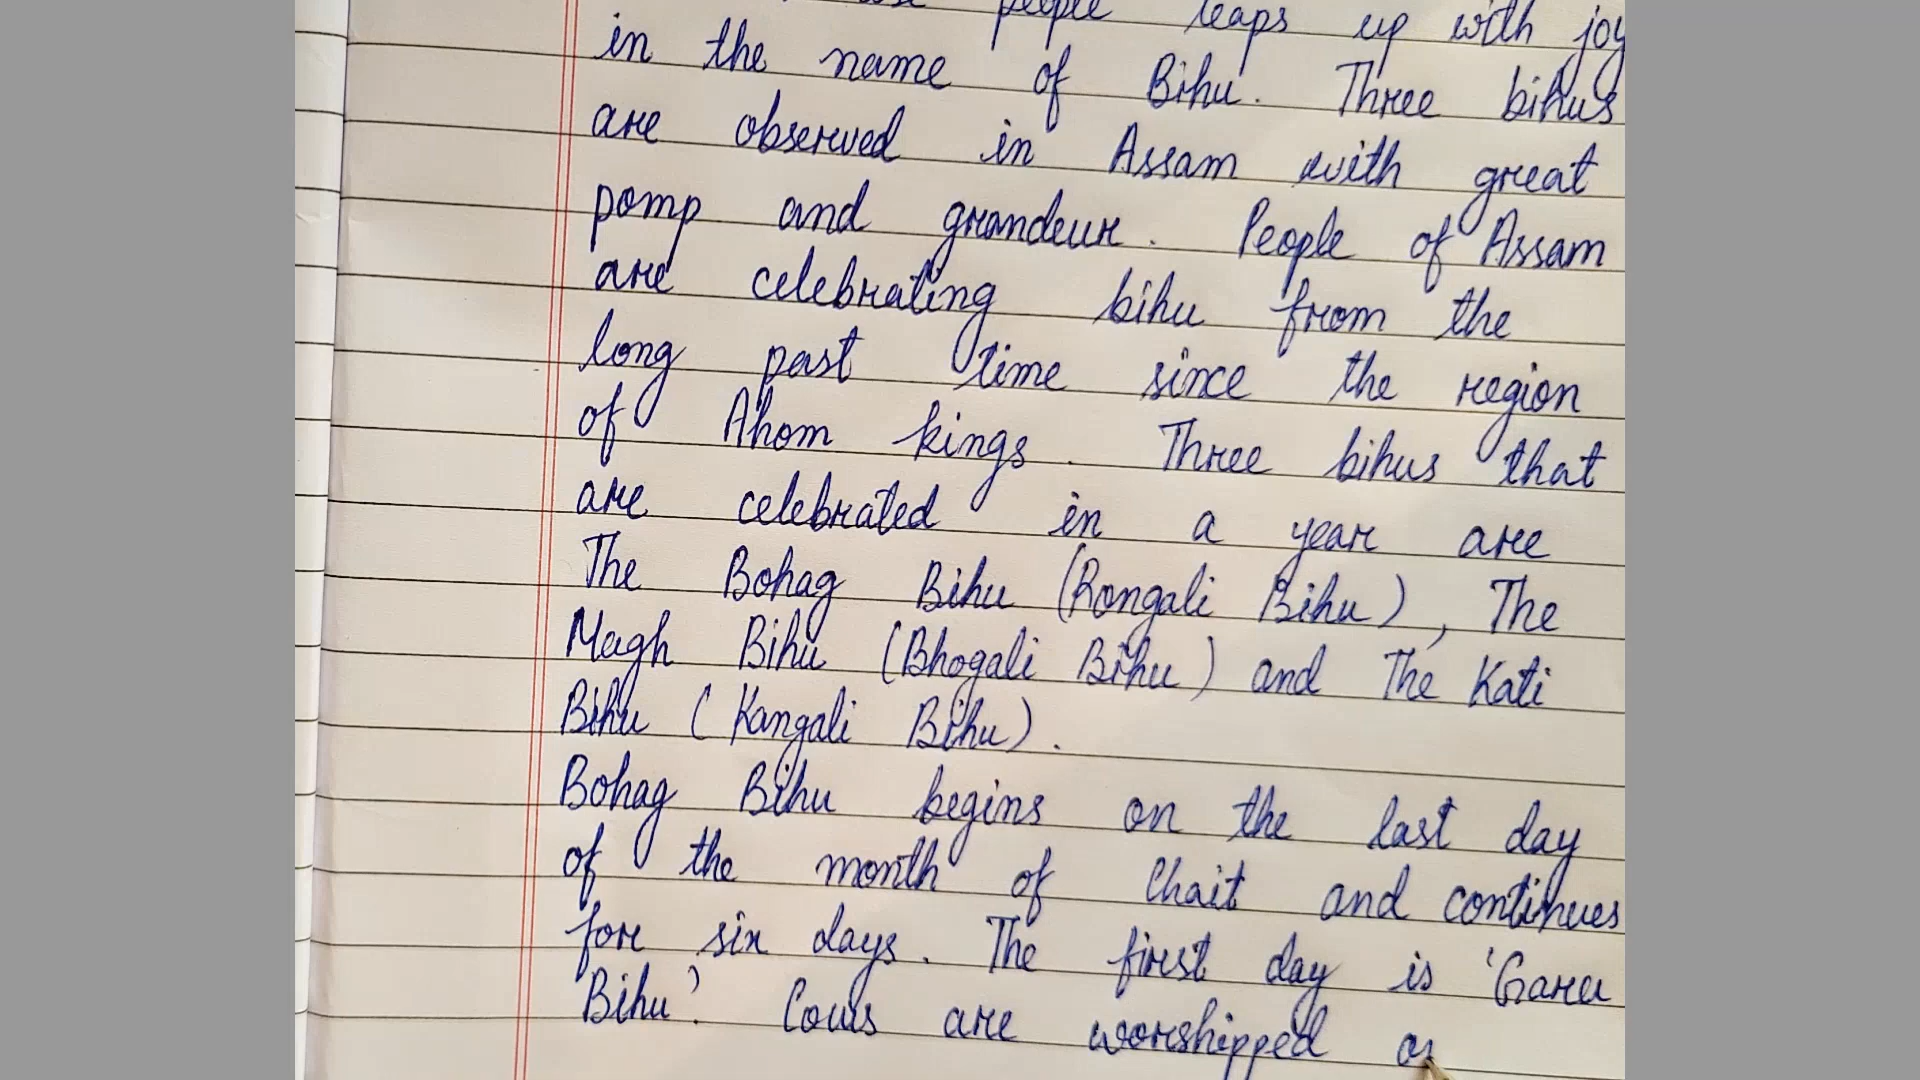 people leaps up with joy
in the name of Bihu. Three bihus
are observed in Assam with great
pomp and grandeur. People of Assam
are celebrating bihu from the
long past time since the region
of Ahom kings. Three bihus that
are celebrated in a year are
The Bohag Bihu (Rongali Bihu), The
Magh Bihu (Bhogali Bihu) and The Kati
Bihu (Kangali Bihu).
Bohag Bihu begins on the last day
of the month of Chait and continues
for six days. The first day is 'Garu
Bihu'. Cows are worshipped